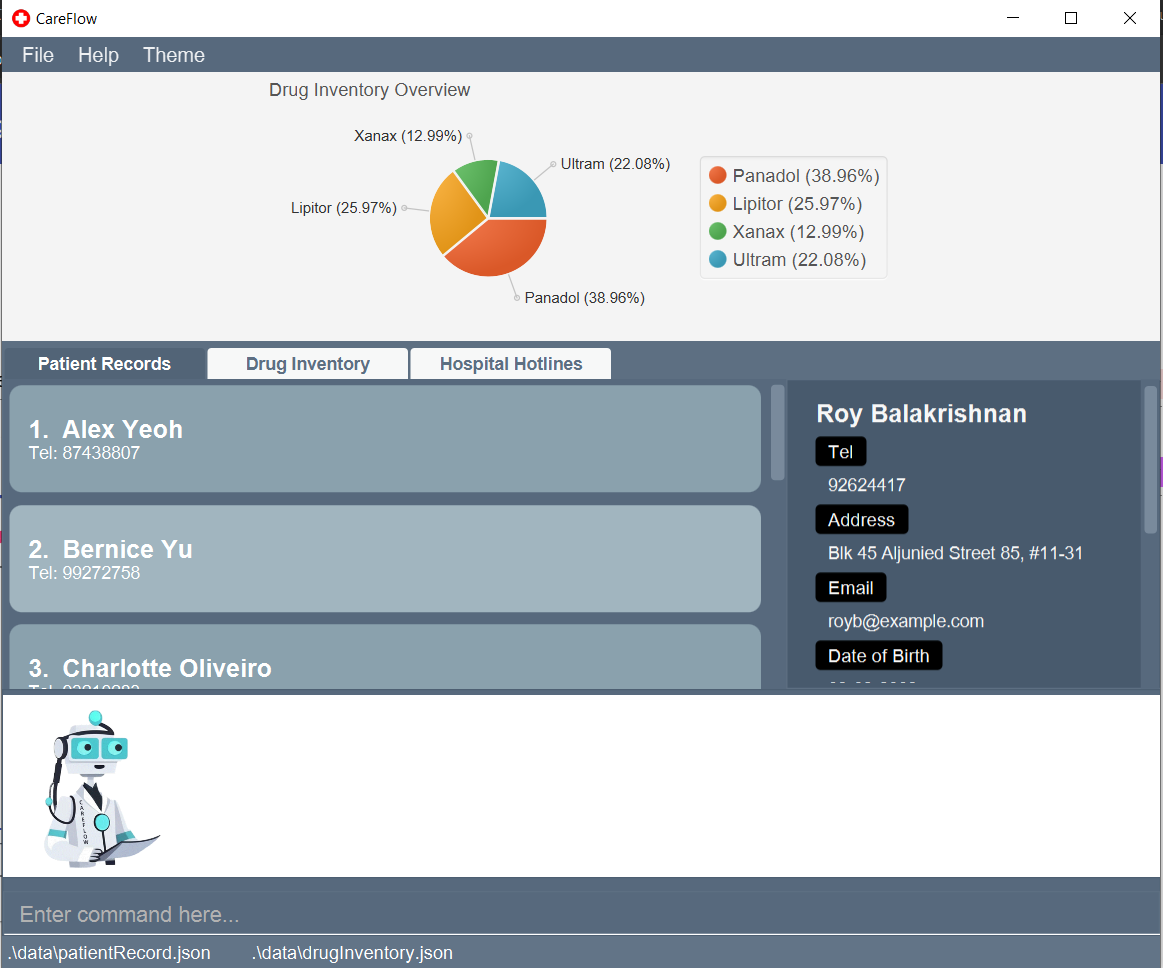 CareFlow
File Help Theme
Drug Inventory Overview
Xanax (12.99%)
Ultram (22.08%)
Lipitor (25.97%)
Panadol (38.96%)
Panadol (38.96%)
Lipitor (25.97%)
Xanax (12.99%)
Ultram (22.08%)
Patient Records Drug Inventory Hospital Hotlines
1. Alex Yeoh
Tel: 87438807
2. Bernice Yu
Tel: 99272758
3. Charlotte Oliveiro
Roy Balakrishnan
Tel
92624417
Address
Blk 45 Aljunied Street 85, #11-31
Email
royb@example.com
Date of Birth
CAREFLOW
Enter command here...
.\data\patientRecord.json .\data\drugInventory.json